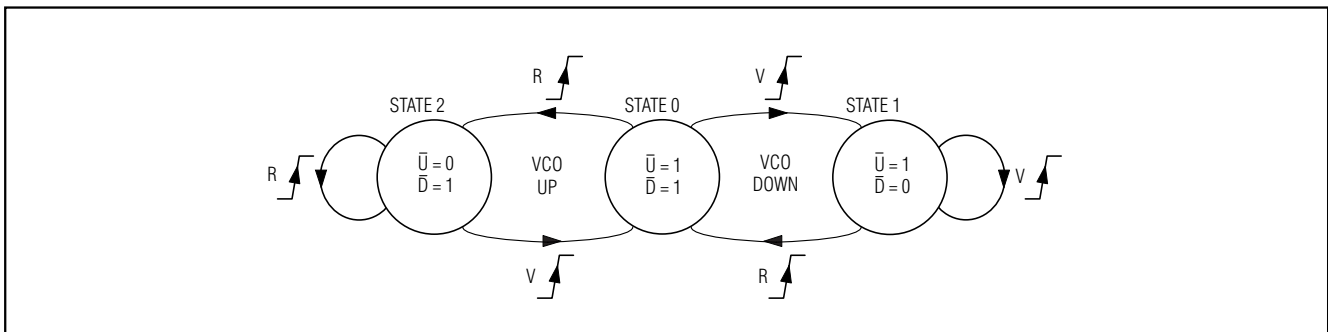 R
V
STATE 2
STATE 0
STATE 1
R
U̅ = 0
D̅ = 1
VCO
UP
U̅ = 1
D̅ = 1
VCO
DOWN
U̅ = 1
D̅ = 0
V
V
R